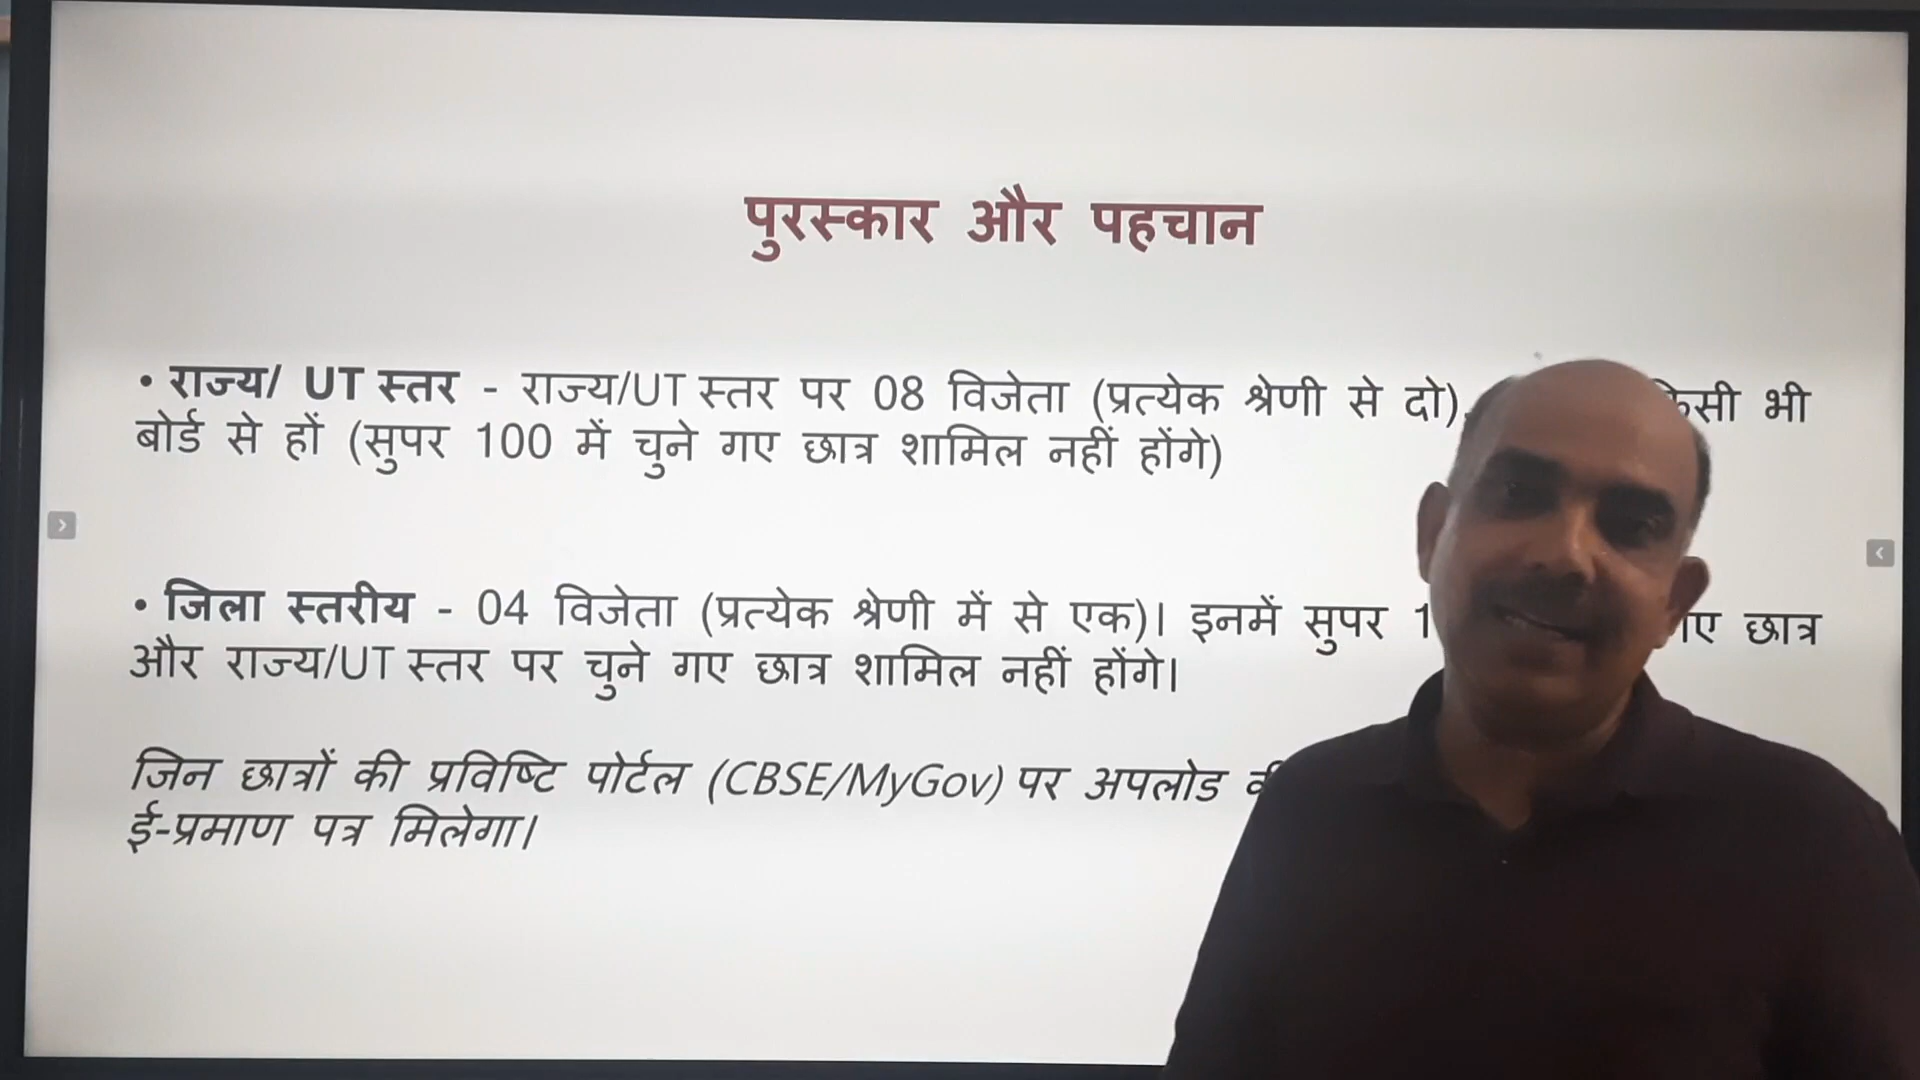 पुरस्कार और पहचान
• राज्य/ UT स्तर - राज्य/UT स्तर पर 08 विजेता (प्रत्येक श्रेणी से दो), भी
बोर्ड से हों (सुपर 100 में चुने गए छात्र शामिल नहीं होंगे)
• जिला स्तरीय - 04 विजेता (प्रत्येक श्रेणी में से एक)। इनमें सुपर छात्र
और राज्य/UT स्तर पर चुने गए छात्र शामिल नहीं होंगे।
जिन छात्रों की प्रविष्टि पोर्टल (CBSE/MyGov) पर अपलोड
ई-प्रमाण पत्र मिलेगा।